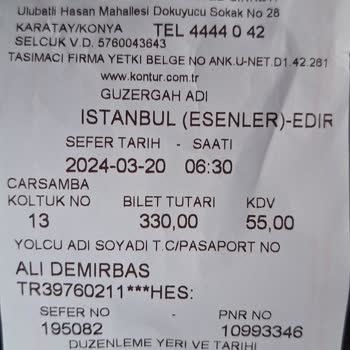 Ulubatlı Hasan Mahallesi Dokuyucu Sokak No 28
KARATAY/KONYA TEL 4444 0 42
SELCUK V.D. 5760043643
TASIMACI FIRMA YETKI BELGE NO ANK.U-NET.D1.42.281
www.kontur.com.tr
GUZERGAH ADI
ISTANBUL (ESENLER)-EDIR
SEFER TARIH - SAATI
2024-03-20 06:30
CARSAMBA
KOLTUK NO BILET TUTARI KDV
13 330,00 55,00
YOLCU ADI SOYADI T.C/PASAPORT NO
ALI DEMIRBAS
TR39760211***HES:
SEFER NO PNR NO
195082 10993346
DUZENLEME YERI VE TARIHI